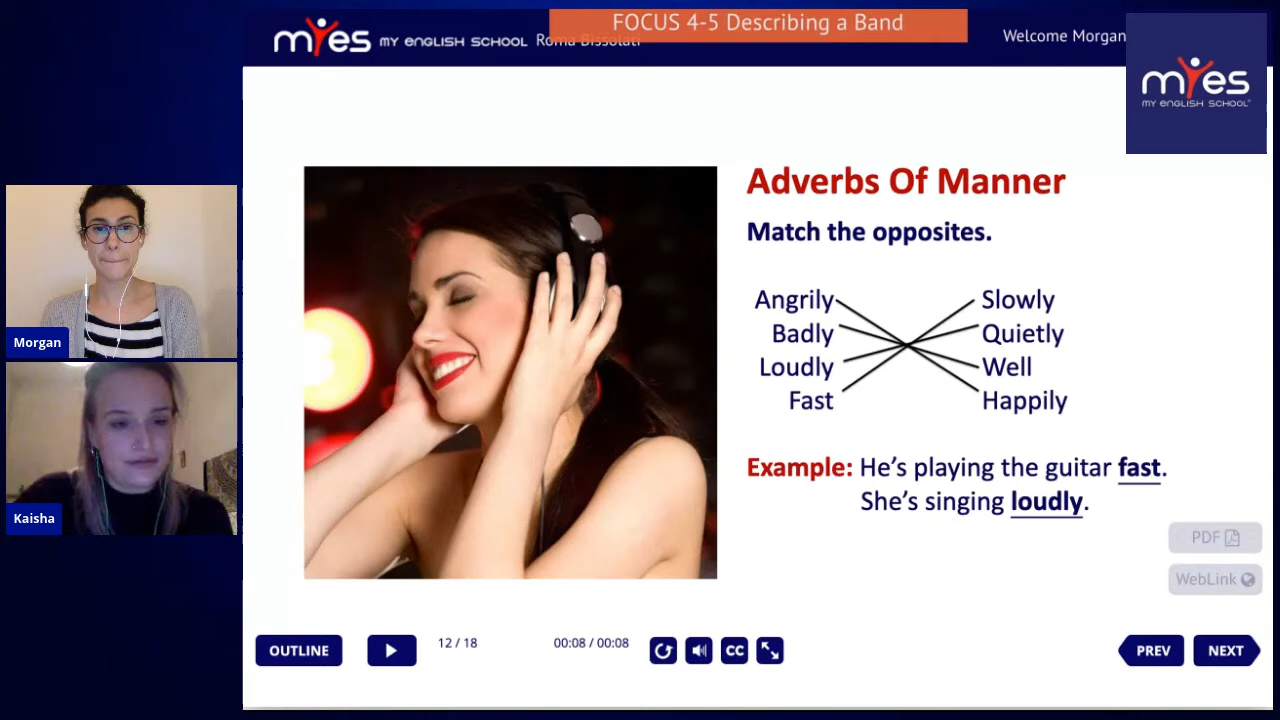 FOCUS 4-5 Describing a Band
myes MY ENGLISH SCHOOL Roma Bissolati
Welcome Morgan
myes
MY ENGLISH SCHOOL
Adverbs Of Manner
Match the opposites.
Angrily Slowly
Badly Quietly
Loudly Well
Fast Happily
Example: He's playing the guitar fast.
She's singing loudly.
Morgan
Kaisha
PDF
WebLink
OUTLINE 12 / 18 00:08 / 00:08 CC PREV NEXT